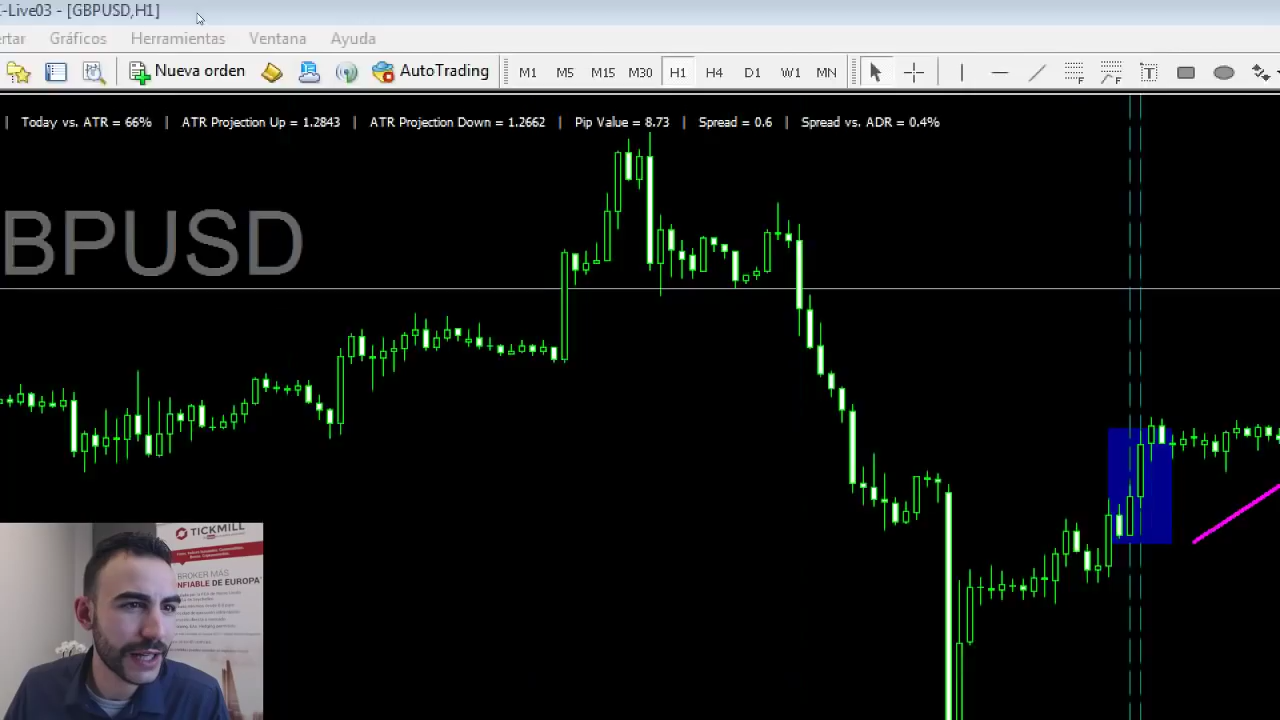 -Live03 - [GBPUSD,H1]
rtar Gráficos Herramientas Ventana Ayuda
Nueva orden AutoTrading M1 M5 M15 M30 H1 H4 D1 W1 MN
| Today vs. ATR = 66% | ATR Projection Up = 1.2843 | ATR Projection Down = 1.2662 | Pip Value = 8.73 | Spread = 0.6 | Spread vs. ADR = 0.4%
BPUSD
TICKMILL
BROKER MÁS
NFIABLE DE EUROPA